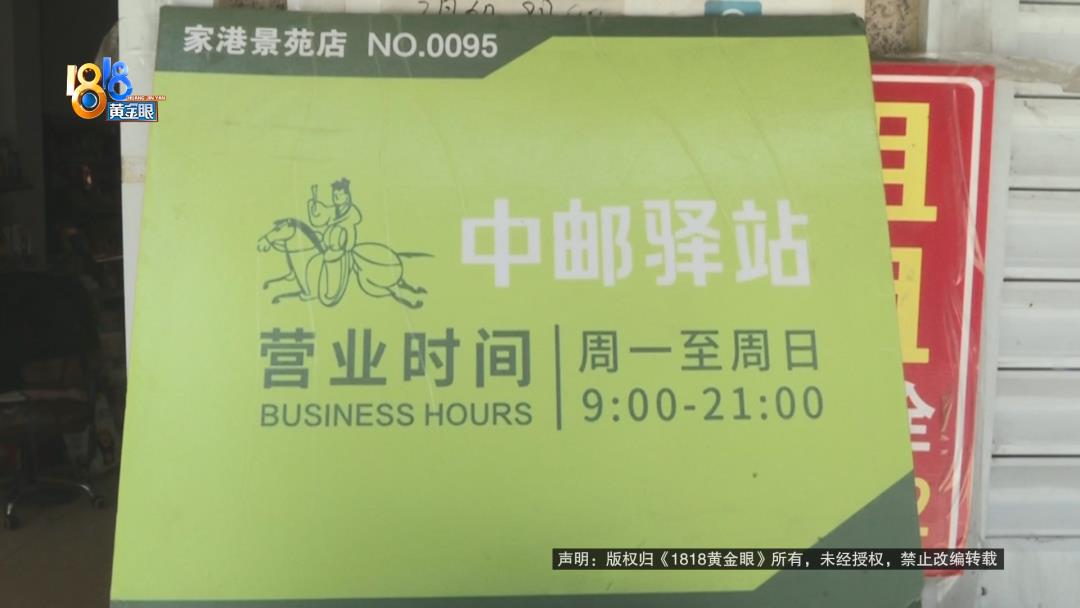 家港景苑店 NO.0095
1818
黄金眼
中邮驿站
营业时间
BUSINESS HOURS
周一至周日
9:00-21:00
声明：版权归《1818黄金眼》所有，未经授权，禁止改编转载